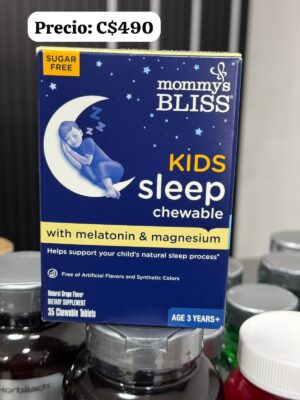 Precio: C$490
SUGAR
FREE
mommy's
BLISS®
KIDS
sleep
chewable
with melatonin & magnesium
Helps support your child's natural sleep process*
Free of Artificial Flavors and Synthetic Colors
Natural Grape Flavor
DIETARY SUPPLEMENT
35 Chewable Tablets
AGE 3 YEARS+
Horbäach